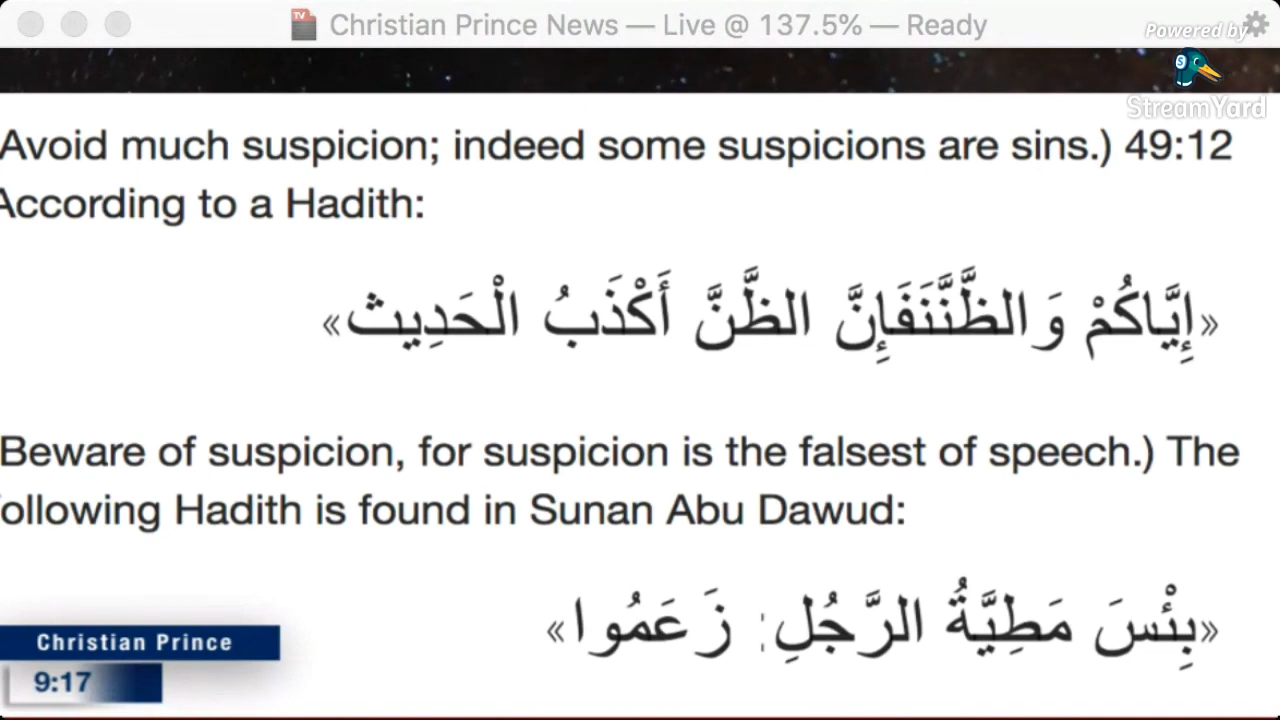 Christian Prince News — Live @ 137.5% — Ready
Powered by
StreamYard
Avoid much suspicion; indeed some suspicions are sins.) 49:12
According to a Hadith:
«إِيَّاكُمْ وَالظَّنَّنَفَإِنَّ الظَّنَّ أَكْذَبُ الْحَدِيث»
Beware of suspicion, for suspicion is the falsest of speech.) The
ollowing Hadith is found in Sunan Abu Dawud:
«بِئْسَ مَطِيَّةُ الرَّجُلِ: زَعَمُوا»
Christian Prince
9:17